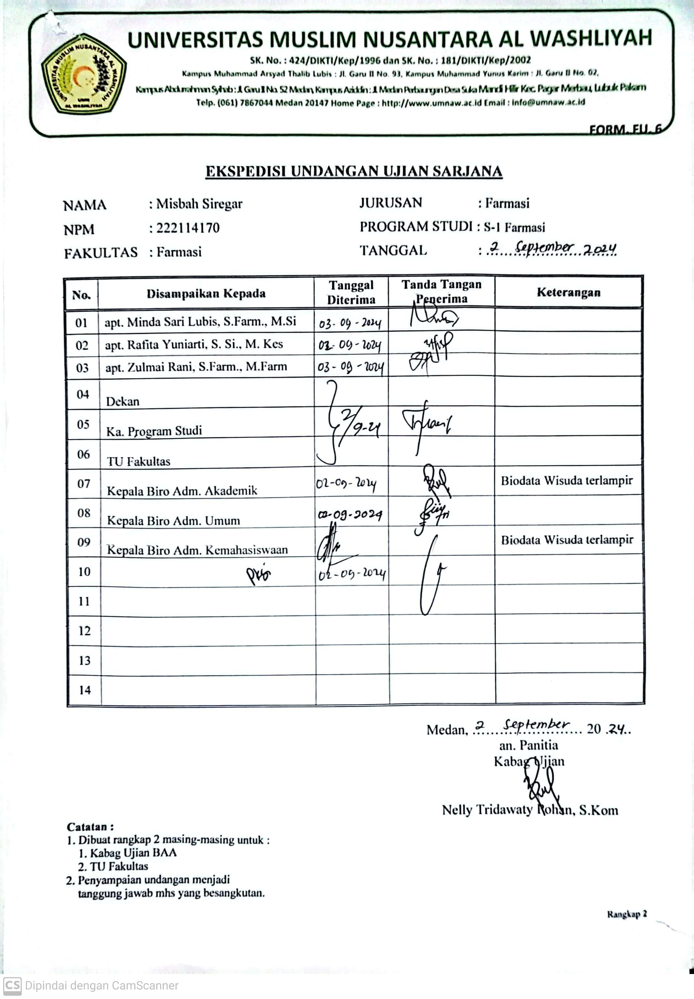 UNIVERSITAS MUSLIM NUSANTARA AL WASHLIYAH
SK. No. : 424/DIKTI/Kep/1996 dan SK. No. : 181/DIKTI/Kep/2002
Kampus Muhammad Arsyad Thalib Lubis : Jl. Garu II No. 93, Kampus Muhammad Yunus Karim : Jl. Garu II No. 02,
Kampus Abdurrahman Syihab : Jl. Garu II No. 52 Medan, Kampus Aziddin : Jl. Medan Perbaungan Desa Suka Mandi Hilir Kec. Pagar Merbau, Lubuk Pakam
Telp. (061) 7867044 Medan 20147 Home Page : http://www.umnaw.ac.id Email : info@umnaw.ac.id
UNIVERSITAS MUSLIM NUSANTARA AL WASHLIYAH
UMN
AL WASHLIYAH
FORM. EU. 6
EKSPEDISI UNDANGAN UJIAN SARJANA
NAMA : Misbah Siregar JURUSAN : Farmasi
NPM : 222114170 PROGRAM STUDI : S-1 Farmasi
FAKULTAS : Farmasi TANGGAL : 2 September 2024
No. Disampaikan Kepada Tanggal Diterima Tanda Tangan Penerima Keterangan
01 apt. Minda Sari Lubis, S.Farm., M.Si 03-09-2024
02 apt. Rafita Yuniarti, S. Si., M. Kes 02-09-2024
03 apt. Zulmai Rani, S.Farm., M.Farm 03-09-2024
04 Dekan
05 Ka. Program Studi 2/9-24
06 TU Fakultas
07 Kepala Biro Adm. Akademik 02-09-2024 Biodata Wisuda terlampir
08 Kepala Biro Adm. Umum 02-09-2024
09 Kepala Biro Adm. Kemahasiswaan Biodata Wisuda terlampir
10 02-09-2024
11
12
13
14
Medan, 2 September 2024
an. Panitia
Kabag Ujian
Nelly Tridawaty Rohan, S.Kom
Catatan :
1. Dibuat rangkap 2 masing-masing untuk :
1. Kabag Ujian BAA
2. TU Fakultas
2. Penyampaian undangan menjadi
tanggung jawab mhs yang besangkutan.
Rangkap 2
CS Dipindai dengan CamScanner